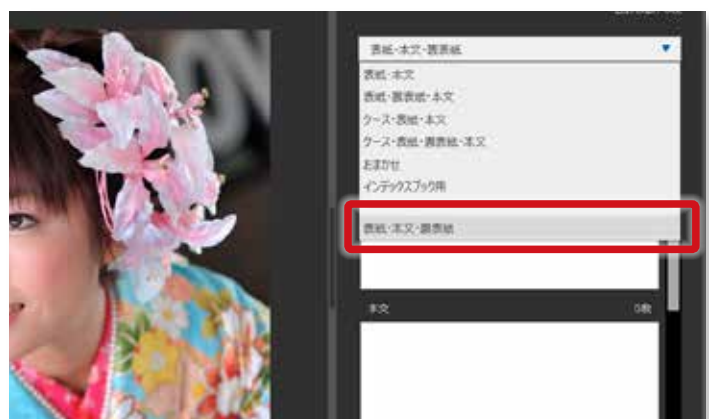 表紙・本文・裏表紙
表紙・本文
表紙・裏表紙・本文
ケース・表紙・本文
ケース・表紙・裏表紙・本文
おまかせ
インデックスブック用
表紙・本文・裏表紙
本文 0枚